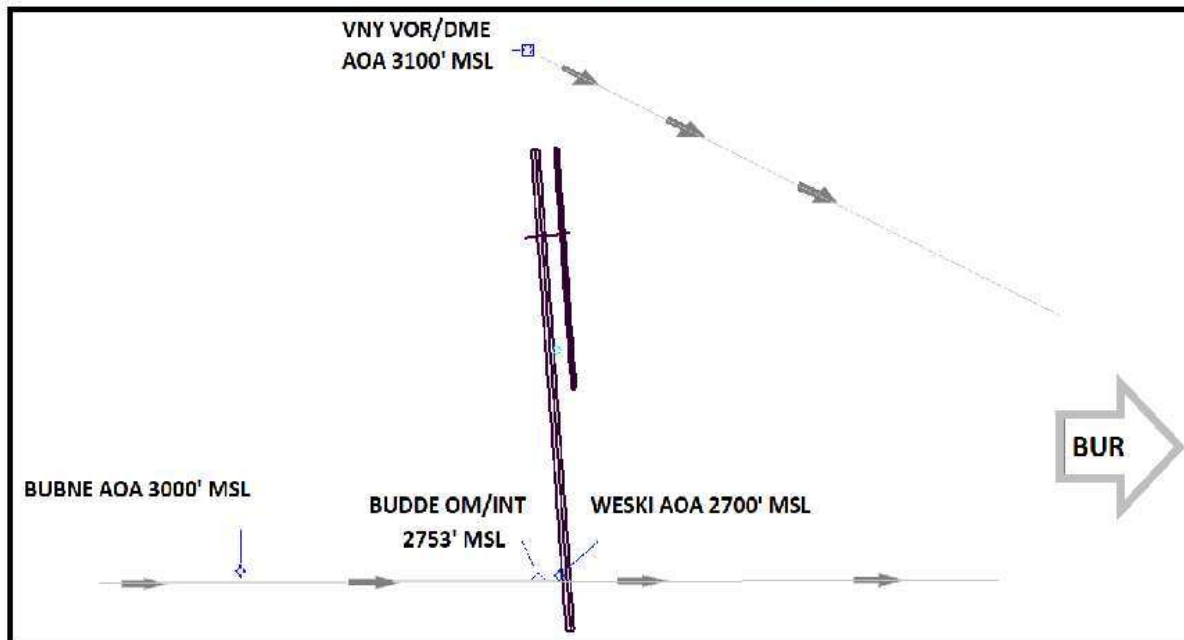 VNY VOR/DME
AOA 3100' MSL
BUR
BUBNE AOA 3000' MSL
BUDDE OM/INT
2753' MSL
WESKI AOA 2700' MSL